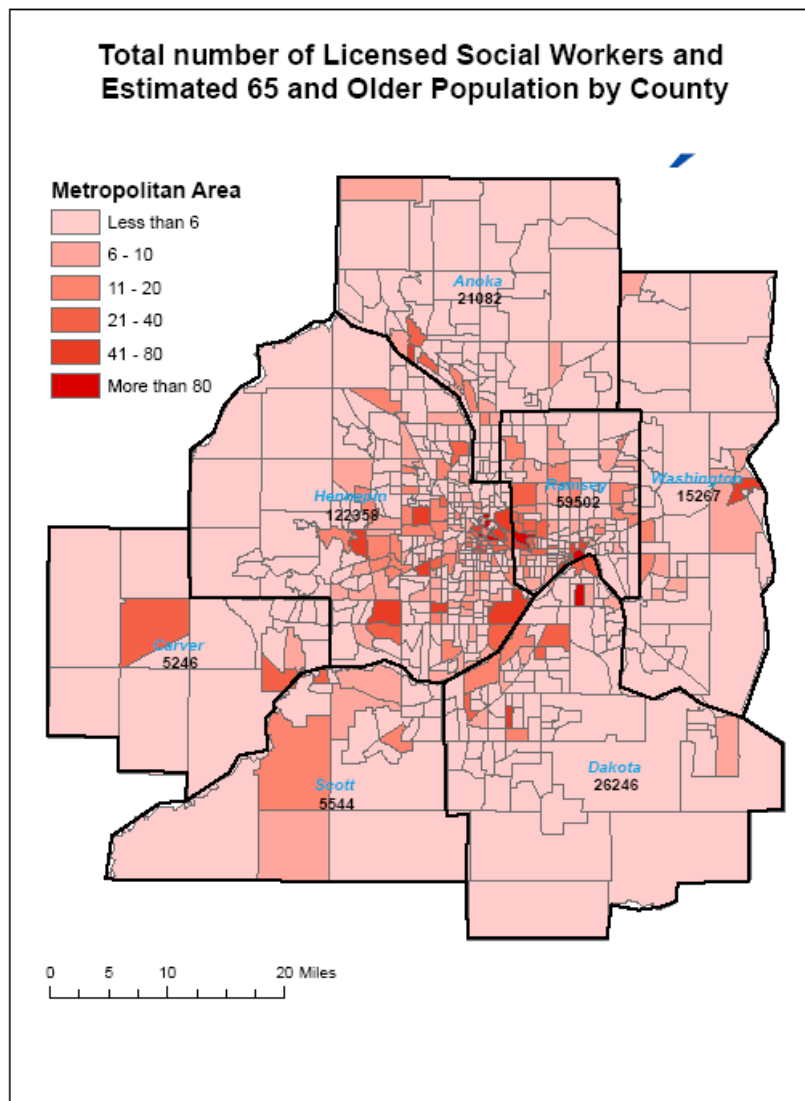 Total number of Licensed Social Workers and
Estimated 65 and Older Population by County
Metropolitan Area
Less than 6
6 - 10
11 - 20
21 - 40
41 - 80
More than 80
Anoka
21082
Hennepin
122358
Ramsey
59502
Washington
15267
Carver
5246
Scott
5544
Dakota
26246
0 5 10 20 Miles